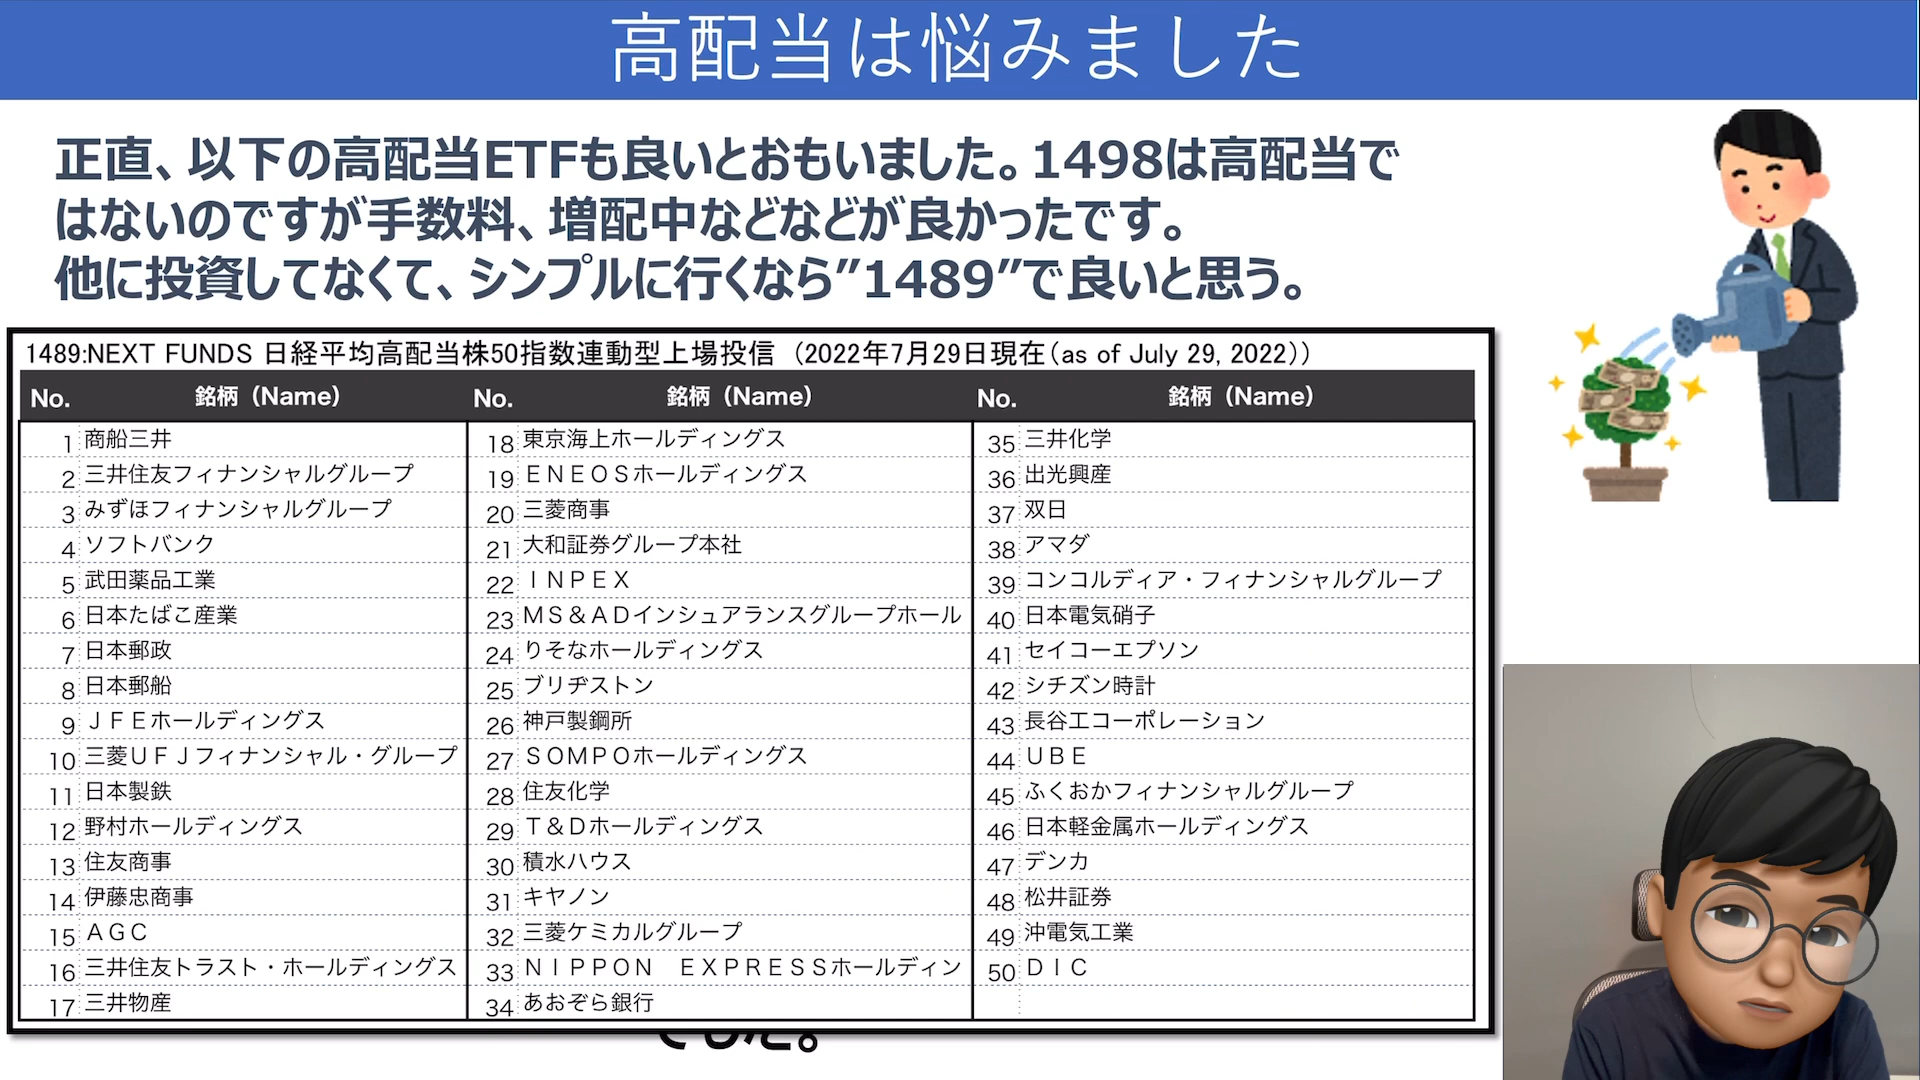 高配当は悩みました
正直、以下の高配当ETFも良いとおもいました。1498は高配当で
はないのですが手数料、増配中などなどが良かったです。
他に投資してなくて、シンプルに行くなら”1489”で良いと思う。
1489:NEXT FUNDS 日経平均高配当株50指数連動型上場投信 (2022年7月29日現在(as of July 29, 2022))
No. 銘柄 (Name) No. 銘柄 (Name) No. 銘柄 (Name)
1 商船三井 18 東京海上ホールディングス 35 三井化学
2 三井住友フィナンシャルグループ 19 ENEOSホールディングス 36 出光興産
3 みずほフィナンシャルグループ 20 三菱商事 37 双日
4 ソフトバンク 21 大和証券グループ本社 38 アマダ
5 武田薬品工業 22 INPEX 39 コンコルディア・フィナンシャルグループ
6 日本たばこ産業 23 MS&ADインシュアランスグループホール 40 日本電気硝子
7 日本郵政 24 りそなホールディングス 41 セイコーエプソン
8 日本郵船 25 ブリヂストン 42 シチズン時計
9 JFEホールディングス 26 神戸製鋼所 43 長谷工コーポレーション
10 三菱UFJフィナンシャル・グループ 27 SOMPOホールディングス 44 UBE
11 日本製鉄 28 住友化学 45 ふくおかフィナンシャルグループ
12 野村ホールディングス 29 T&Dホールディングス 46 日本軽金属ホールディングス
13 住友商事 30 積水ハウス 47 デンカ
14 伊藤忠商事 31 キヤノン 48 松井証券
15 AGC 32 三菱ケミカルグループ 49 沖電気工業
16 三井住友トラスト・ホールディングス 33 NIPPON EXPRESSホールディン 50 DIC
17 三井物産 34 あおぞら銀行
でした。